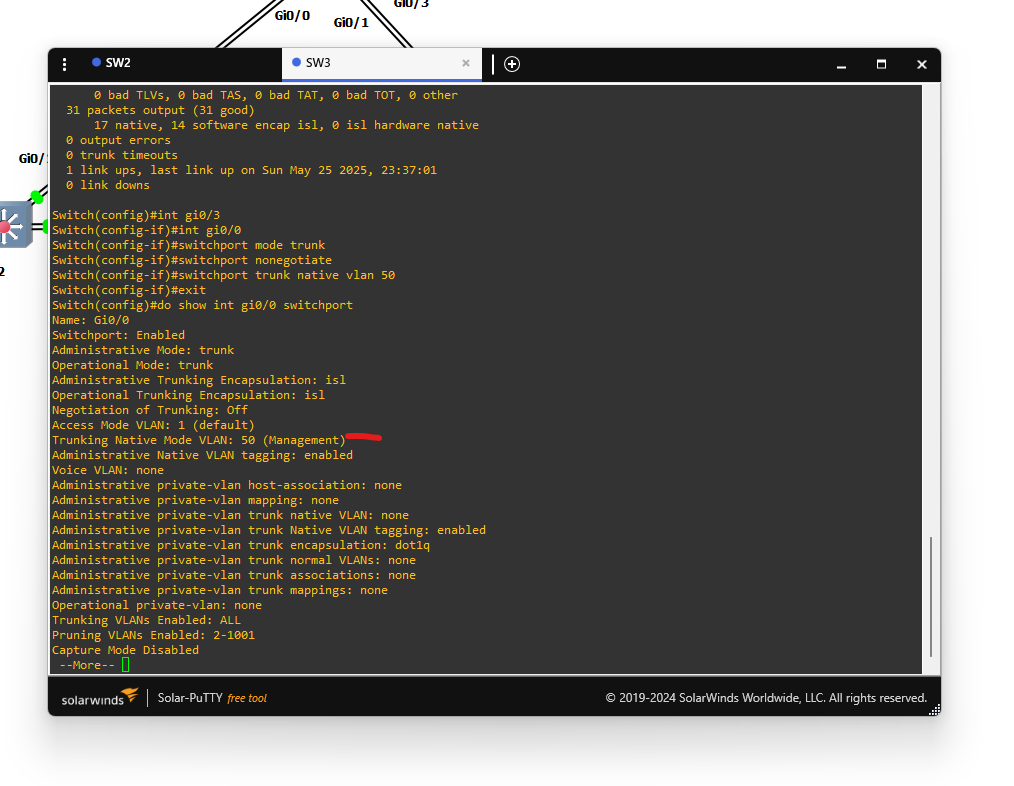 Gi0/3
Gi0/0
Gi0/1
SW2
SW3
0 bad TLVs, 0 bad TAS, 0 bad TAT, 0 bad TOT, 0 other
31 packets output (31 good)
17 native, 14 software encap isl, 0 isl hardware native
0 output errors
0 trunk timeouts
1 link ups, last link up on Sun May 25 2025, 23:37:01
0 link downs
Gi0/
Switch(config)#int gi0/3
Switch(config-if)#int gi0/0
Switch(config-if)#switchport mode trunk
Switch(config-if)#switchport nonegotiate
Switch(config-if)#switchport trunk native vlan 50
Switch(config-if)#exit
Switch(config)#do show int gi0/0 switchport
Name: Gi0/0
Switchport: Enabled
Administrative Mode: trunk
Operational Mode: trunk
Administrative Trunking Encapsulation: isl
Operational Trunking Encapsulation: isl
Negotiation of Trunking: Off
Access Mode VLAN: 1 (default)
Trunking Native Mode VLAN: 50 (Management)
Administrative Native VLAN tagging: enabled
Voice VLAN: none
Administrative private-vlan host-association: none
Administrative private-vlan mapping: none
Administrative private-vlan trunk native VLAN: none
Administrative private-vlan trunk Native VLAN tagging: enabled
Administrative private-vlan trunk encapsulation: dot1q
Administrative private-vlan trunk normal VLANs: none
Administrative private-vlan trunk associations: none
Administrative private-vlan trunk mappings: none
Operational private-vlan: none
Trunking VLANs Enabled: ALL
Pruning VLANs Enabled: 2-1001
Capture Mode Disabled
--More--
2
solarwinds
Solar-PuTTY free tool
© 2019-2024 SolarWinds Worldwide, LLC. All rights reserved.